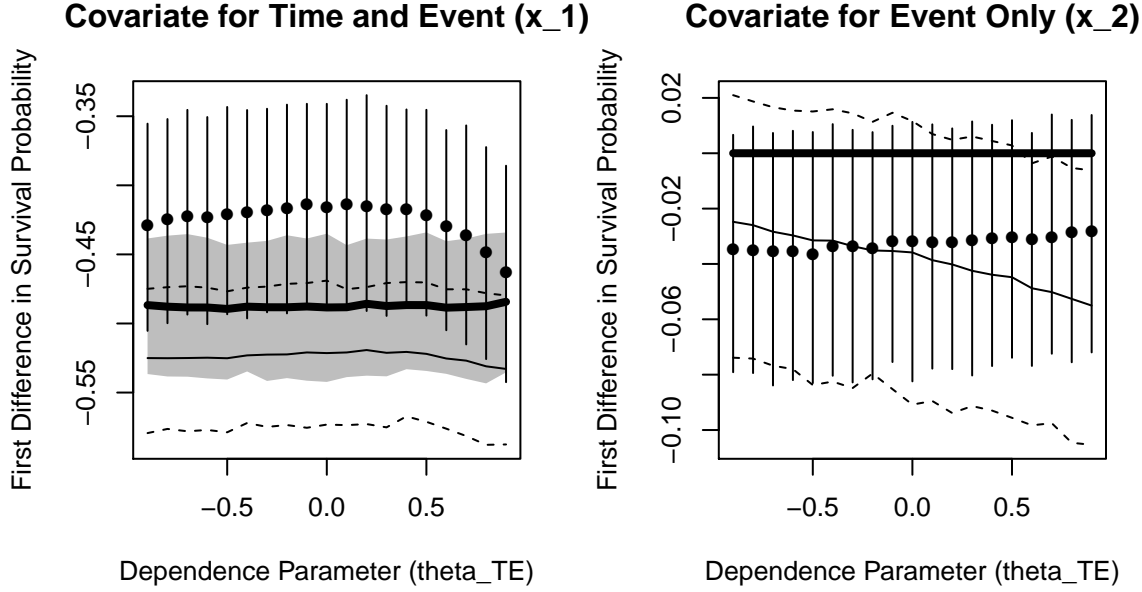 Covariate for Time and Event (x_1)
First Difference in Survival Probability
−0.35
−0.45
−0.55
−0.5
0.0
0.5
Dependence Parameter (theta_TE)
Covariate for Event Only (x_2)
First Difference in Survival Probability
0.02
−0.02
−0.06
−0.10
−0.5
0.0
0.5
Dependence Parameter (theta_TE)